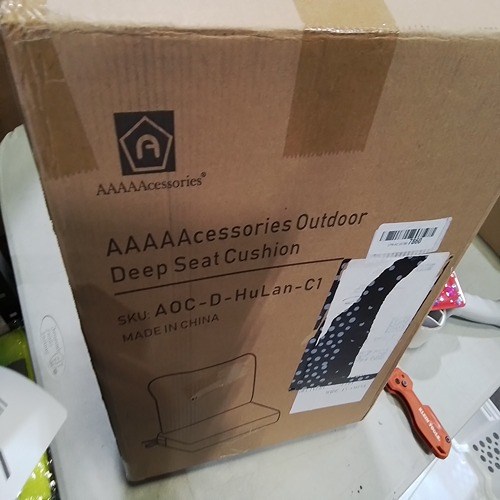 AAAAAcessories®
AAAAAcessories Outdoor
Deep Seat Cushion
SKU: AOC-D-HuLan-C1
MADE IN CHINA